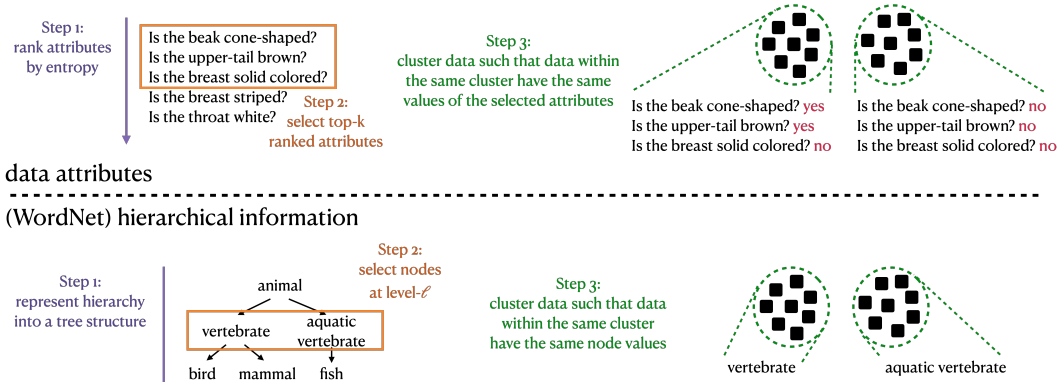 Step 1:
rank attributes
by entropy
Is the beak cone-shaped?
Is the upper-tail brown?
Is the breast solid colored?
Is the breast striped?
Is the throat white?
Step 2:
select top-k
ranked attributes
Step 3:
cluster data such that data within
the same cluster have the same
values of the selected attributes
Is the beak cone-shaped? yes
Is the upper-tail brown? yes
Is the breast solid colored? no
Is the beak cone-shaped? no
Is the upper-tail brown? no
Is the breast solid colored? no
data attributes
(WordNet) hierarchical information
Step 1:
represent hierarchy
into a tree structure
animal
vertebrate
aquatic
vertebrate
bird
mammal
fish
Step 2:
select nodes
at level-ℓ
Step 3:
cluster data such that data
within the same cluster
have the same node values
vertebrate
aquatic vertebrate